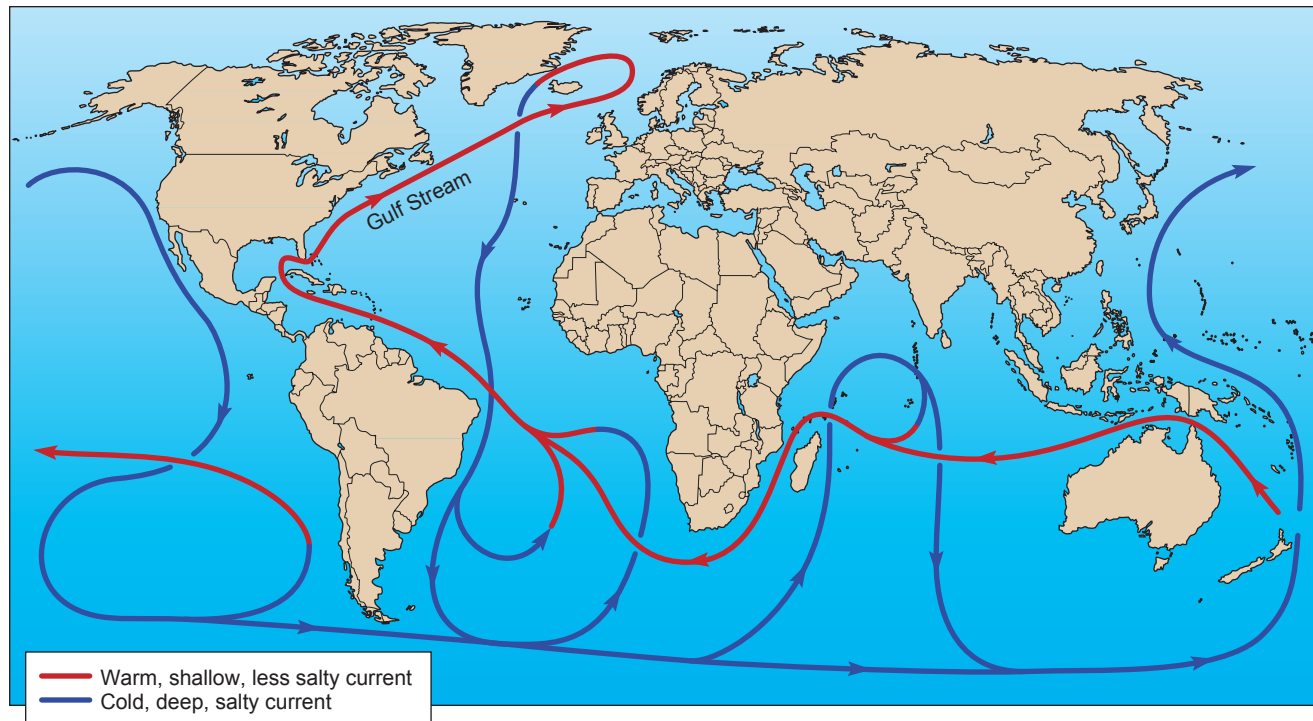 Gulf Stream
Warm, shallow, less salty current
Cold, deep, salty current